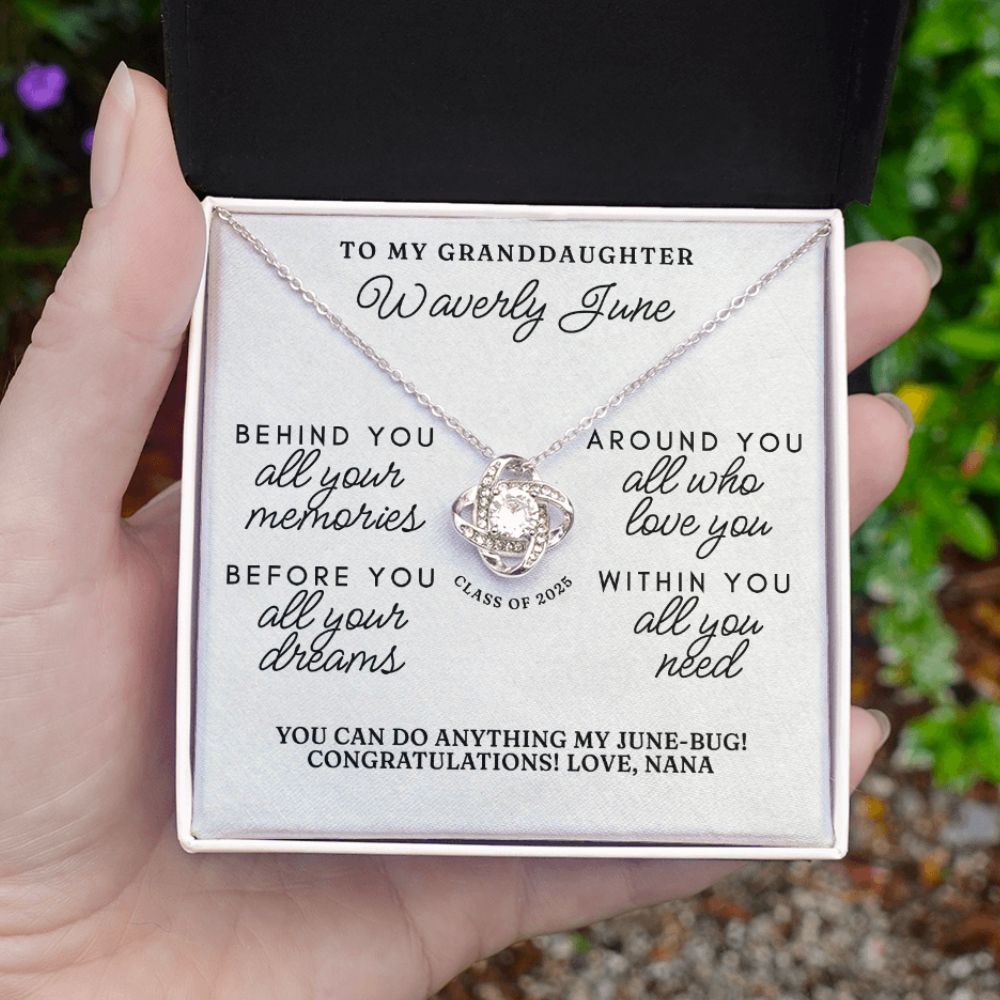 TO MY GRANDDAUGHTER
Waverly June
BEHIND YOU
all your
memories
AROUND YOU
all who
love you
BEFORE YOU
all your
dreams
WITHIN YOU
all you
need
CLASS OF 2025
YOU CAN DO ANYTHING MY JUNE-BUG!
CONGRATULATIONS! LOVE, NANA